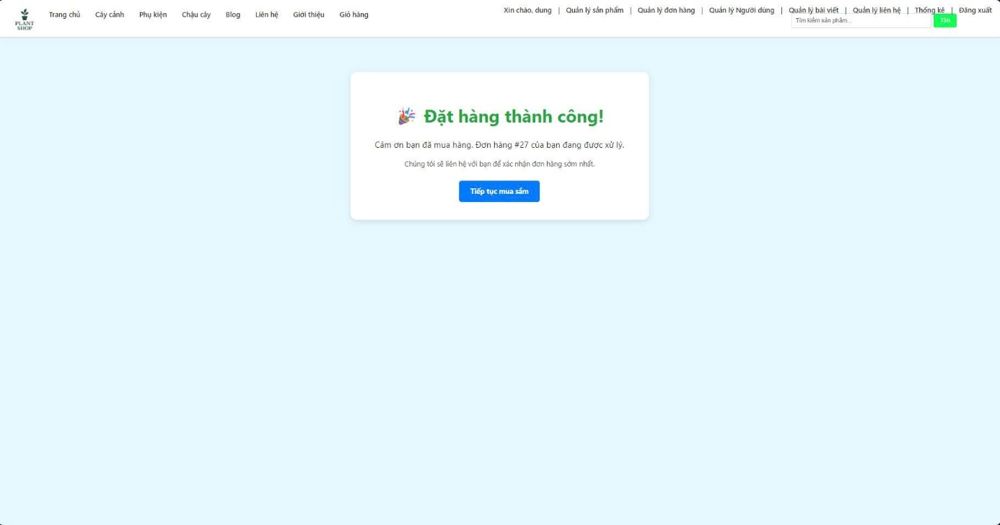 PLANT
SHOP
Trang chủ Cây cảnh Phụ kiện Chậu cây Blog Liên hệ Giới thiệu Giỏ hàng
Xin chào, dung | Quản lý sản phẩm | Quản lý đơn hàng | Quản lý Người dùng | Quản lý bài viết | Quản lý liên hệ | Thống kê | Đăng xuất
Tìm kiếm sản phẩm... Tìm
Đặt hàng thành công!
Cảm ơn bạn đã mua hàng. Đơn hàng #27 của bạn đang được xử lý.
Chúng tôi sẽ liên hệ với bạn để xác nhận đơn hàng sớm nhất.
Tiếp tục mua sắm